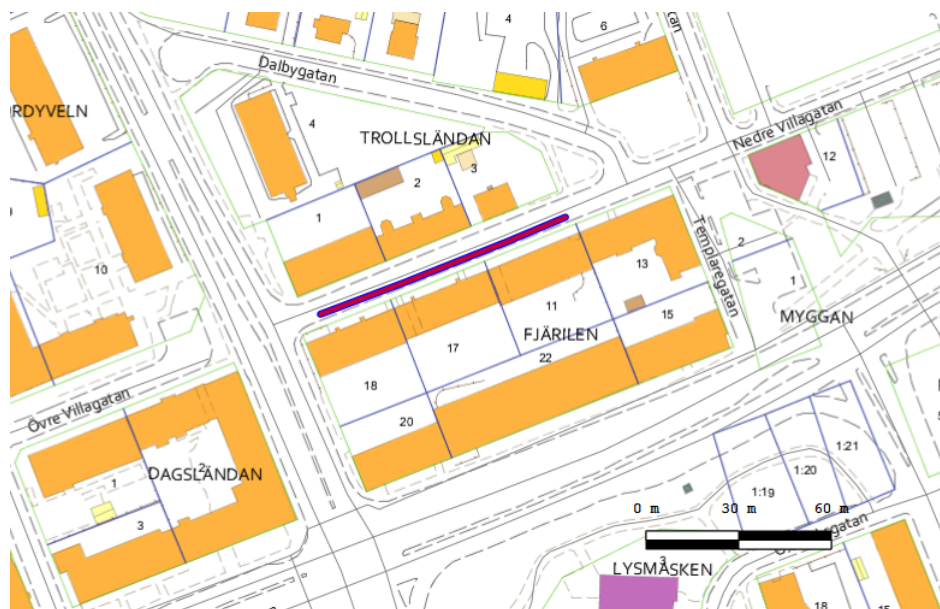 4
6
Dalbygatan
4
TROLLSLÄNDAN
Nedre Villagatan
12
3
2
1
10
2
Templaregatan
13
1
11
15
MYGGAN
FJÄRILEN
17
22
18
20
Övre Villagatan
DAGSLÄNDAN
2
1
3
1:21
1:20
1:19
0 m 30 m 60 m
3
LYSMASKEN
18
15